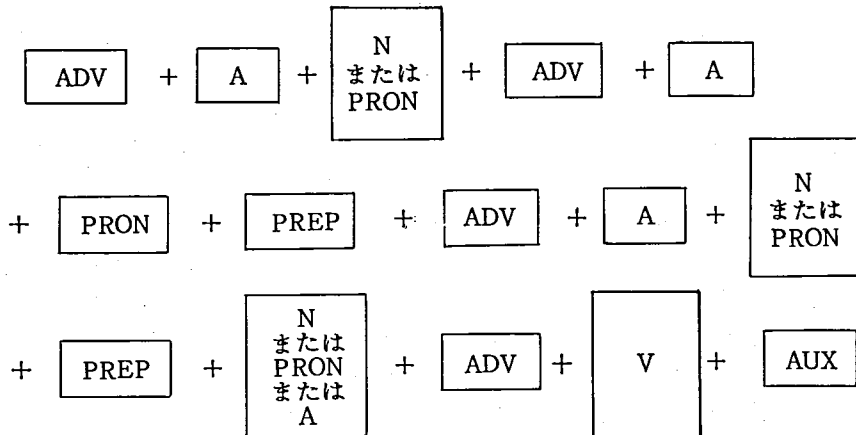 ADV + A +
N
または
PRON
+ ADV + A
+ PRON + PREP + ADV + A +
N
または
PRON
+ PREP +
N
または
PRON
または
A
+ ADV + V + AUX